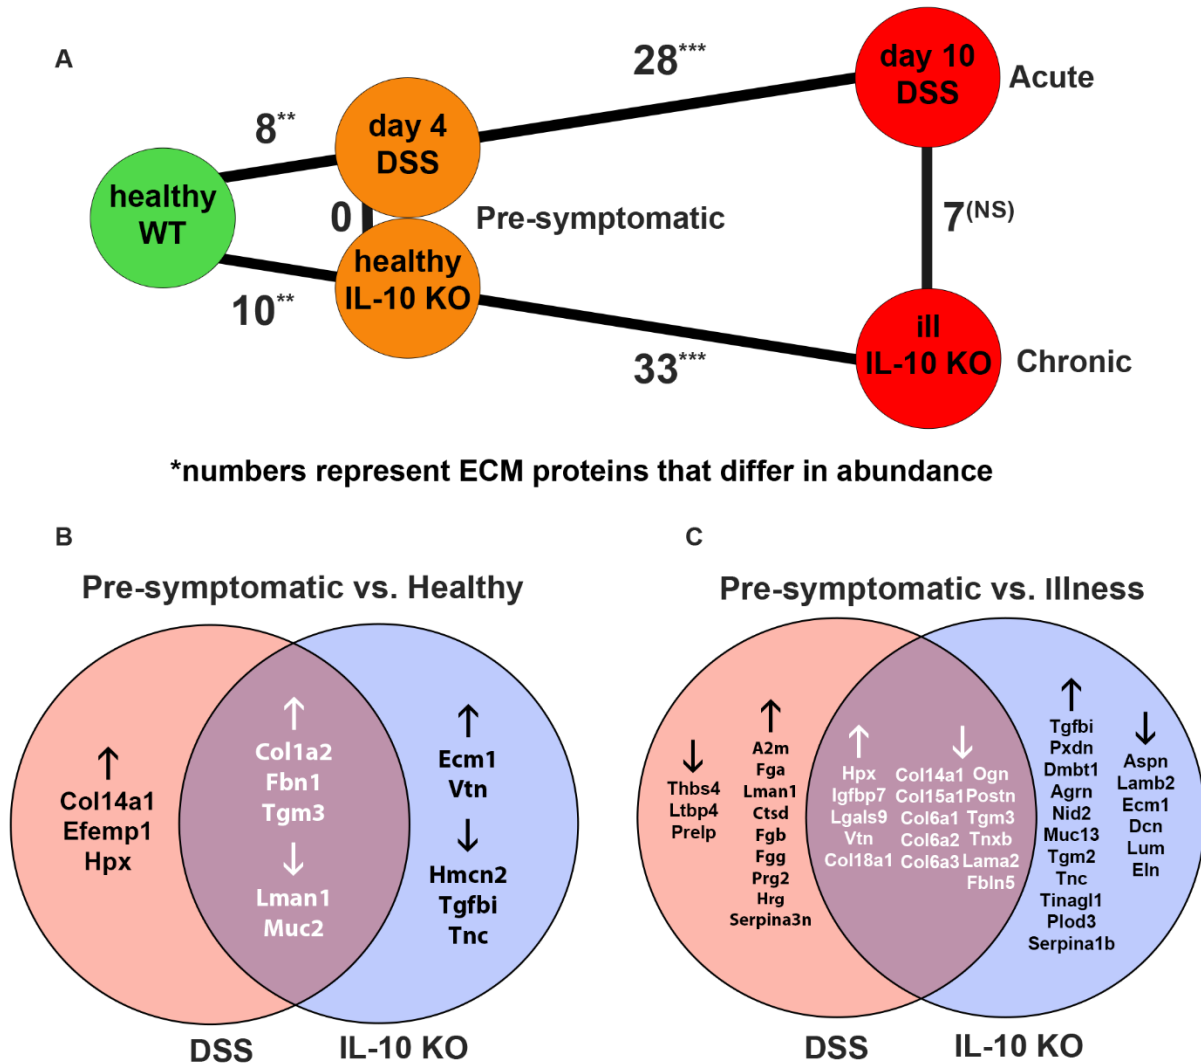 A
28***
day 10
DSS
Acute
8**
day 4
DSS
healthy
WT
0
Pre-symptomatic
7(NS)
healthy
IL-10 KO
10**
33***
ill
IL-10 KO
Chronic
*numbers represent ECM proteins that differ in abundance
B
Pre-symptomatic vs. Healthy
↑
Col14a1
Efemp1
Hpx
↑
Col1a2
Fbn1
Tgm3
↓
Lman1
Muc2
↑
Ecm1
Vtn
↓
Hmcn2
Tgfbi
Tnc
DSS
IL-10 KO
C
Pre-symptomatic vs. Illness
↓
Thbs4
Ltbp4
Prelp
↑
A2m
Fga
Lman1
Ctsd
Fgb
Fgg
Prg2
Hrg
Serpina3n
↑
Hpx
Igfbp7
Lgals9
Vtn
Col18a1
↓
Col14a1
Col15a1
Col6a1
Col6a2
Col6a3
Ogn
Postn
Tgm3
Tnxb
Lama2
Fbln5
↑
Tgfbi
Pxdn
Dmbt1
Agrn
Nid2
Muc13
Tgm2
Tnc
Tinagl1
Plod3
Serpina1b
↓
Aspn
Lamb2
Ecm1
Dcn
Lum
Eln
DSS
IL-10 KO